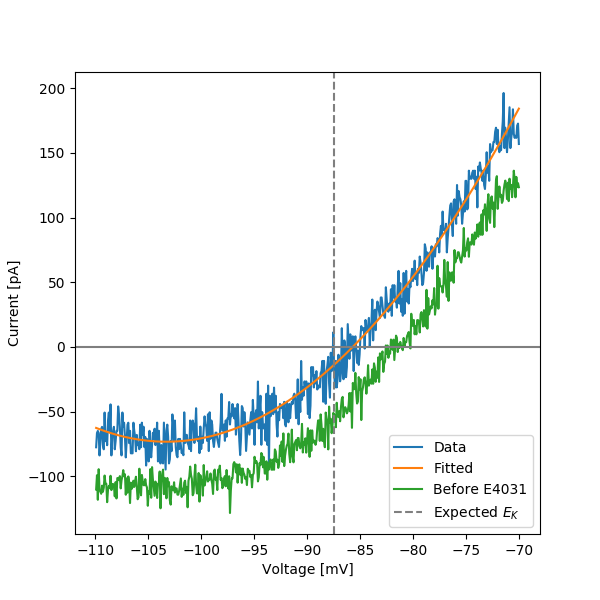 200
150
100
50
0
−50
−100
Current [pA]
−110
−105
−100
−95
−90
−85
−80
−75
−70
Voltage [mV]
Data
Fitted
Before E4031
Expected E_K